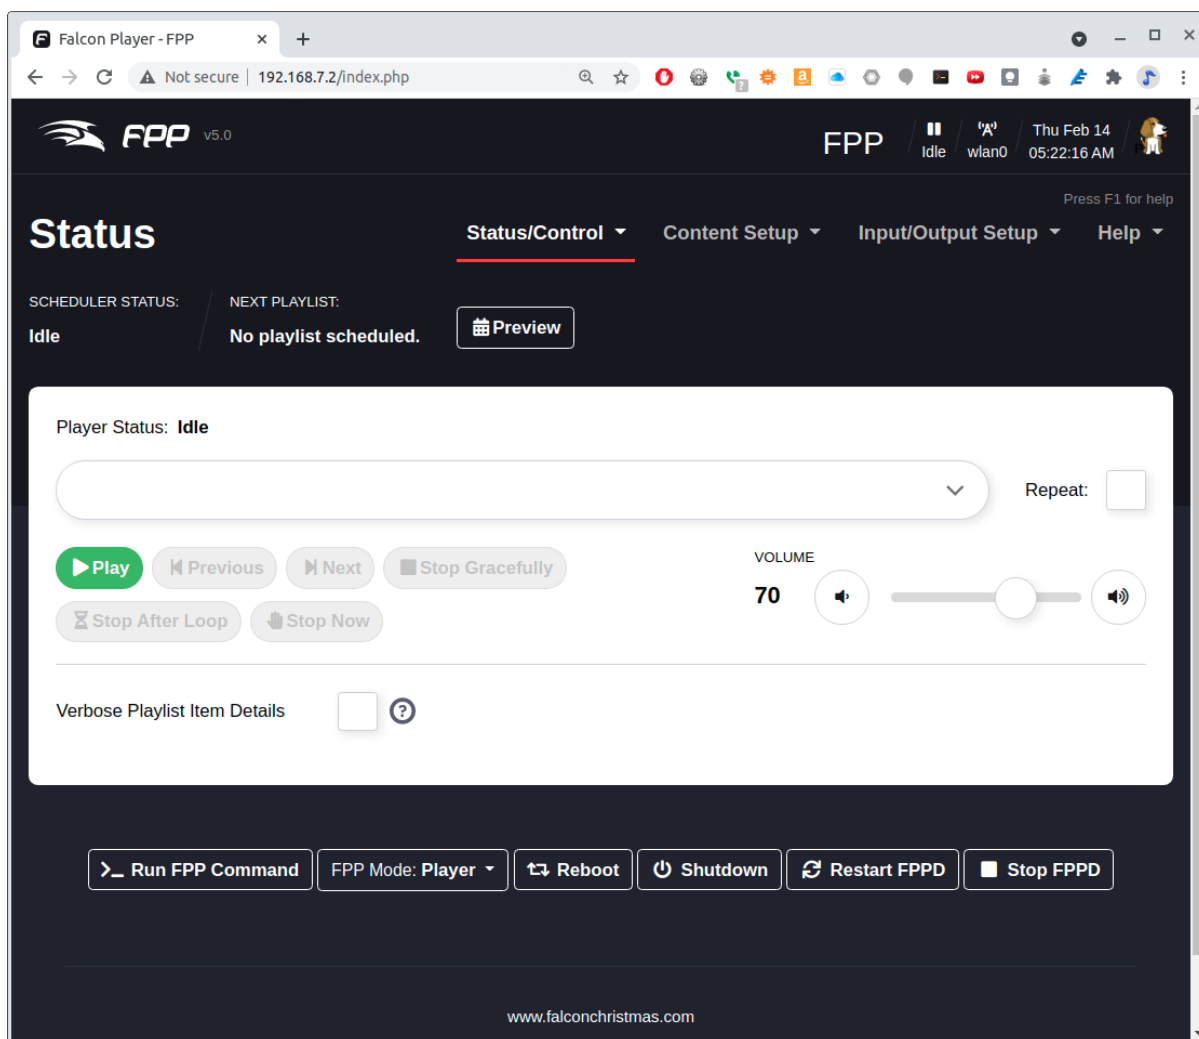 Falcon Player - FPP
Not secure 192.168.7.2/index.php
FPP v5.0
FPP
Idle
wlan0
Thu Feb 14
05:22:16 AM
Press F1 for help
Status
Status/Control
Content Setup
Input/Output Setup
Help
SCHEDULER STATUS:
Idle
NEXT PLAYLIST:
No playlist scheduled.
Preview
Player Status: Idle
Repeat:
Play
Previous
Next
Stop Gracefully
Stop After Loop
Stop Now
VOLUME
70
Verbose Playlist Item Details
Run FPP Command
FPP Mode: Player
Reboot
Shutdown
Restart FPPD
Stop FPPD
www.falconchristmas.com